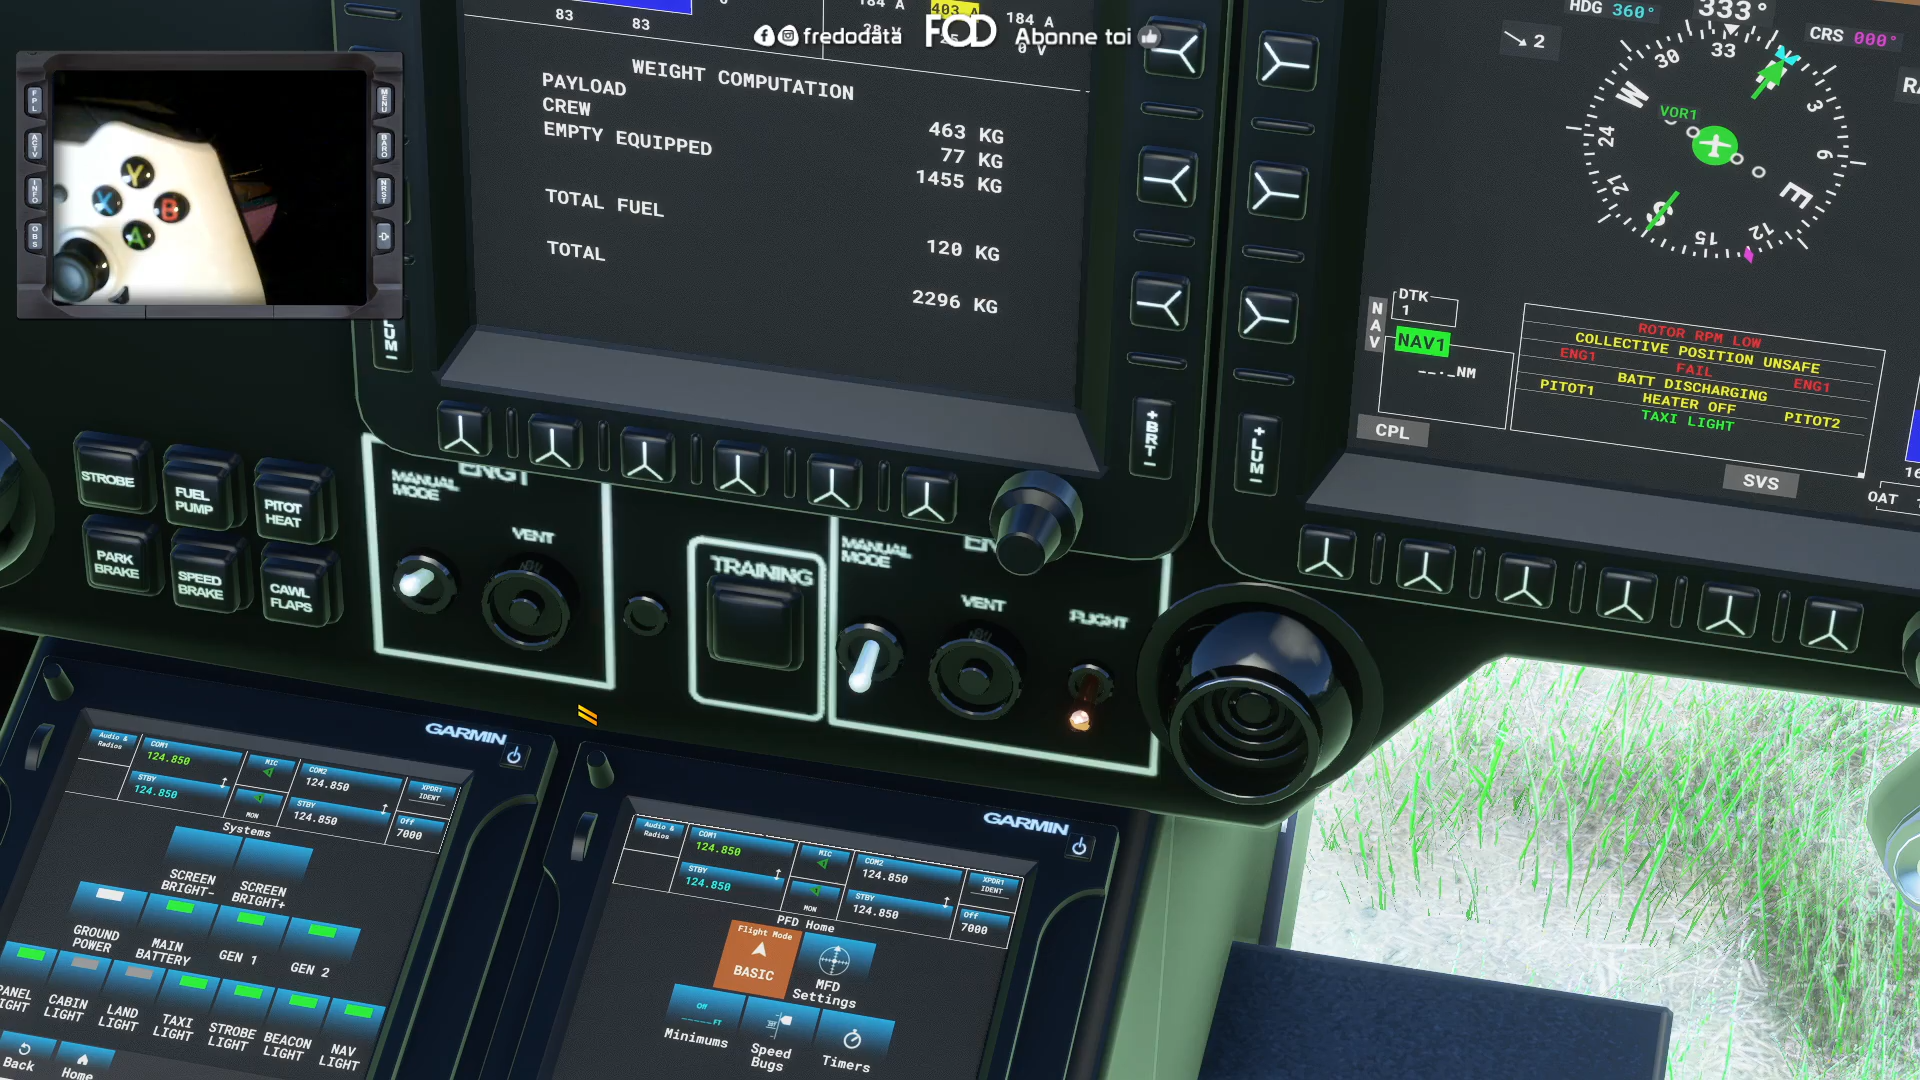 184 A
403 A
184 A
83
83
0 V
fredodata
FOD
Abonne toi
WEIGHT COMPUTATION
PAYLOAD 463 KG
CREW 77 KG
EMPTY EQUIPPED 1455 KG
TOTAL FUEL 120 KG
TOTAL 2296 KG
HDG 360°
333°
CRS 000°
2
VOR1
33
3
6
E
12
15
S
21
24
W
30
DTK
1
NAV
NAV1
__._NM
ROTOR RPM LOW
COLLECTIVE POSITION UNSAFE
ENG1 FAIL ENG1
BATT DISCHARGING
PITOT1 HEATER OFF PITOT2
TAXI LIGHT
CPL
SVS
OAT
FPL
ACTV
INFO
OBS
MENU
BARO
NRST
-D-
Y
X
B
A
LUM-
+BRT-
+LUM-
STROBE
FUEL PUMP
PITOT HEAT
PARK BRAKE
SPEED BRAKE
CAWL FLAPS
MANUAL MODE
ENG1
VENT
TRAINING
MANUAL MODE
VENT
FLIGHT
GARMIN
Audio & Radios
COM1
124.850
STBY
124.850
MIC
MON
COM2
124.850
STBY
124.850
XPDR1
IDENT
Off
7000
Systems
SCREEN BRIGHT-
SCREEN BRIGHT+
GROUND POWER
MAIN BATTERY
GEN 1
GEN 2
CABIN LIGHT
LAND LIGHT
TAXI LIGHT
STROBE LIGHT
BEACON LIGHT
NAV LIGHT
Back
Home
GARMIN
Audio & Radios
COM1
124.850
STBY
124.850
MIC
MON
COM2
124.850
STBY
124.850
XPDR1
IDENT
Off
7000
PFD Home
Flight Mode
BASIC
MFD Settings
Off
_____FT
Minimums
Speed Bugs
Timers